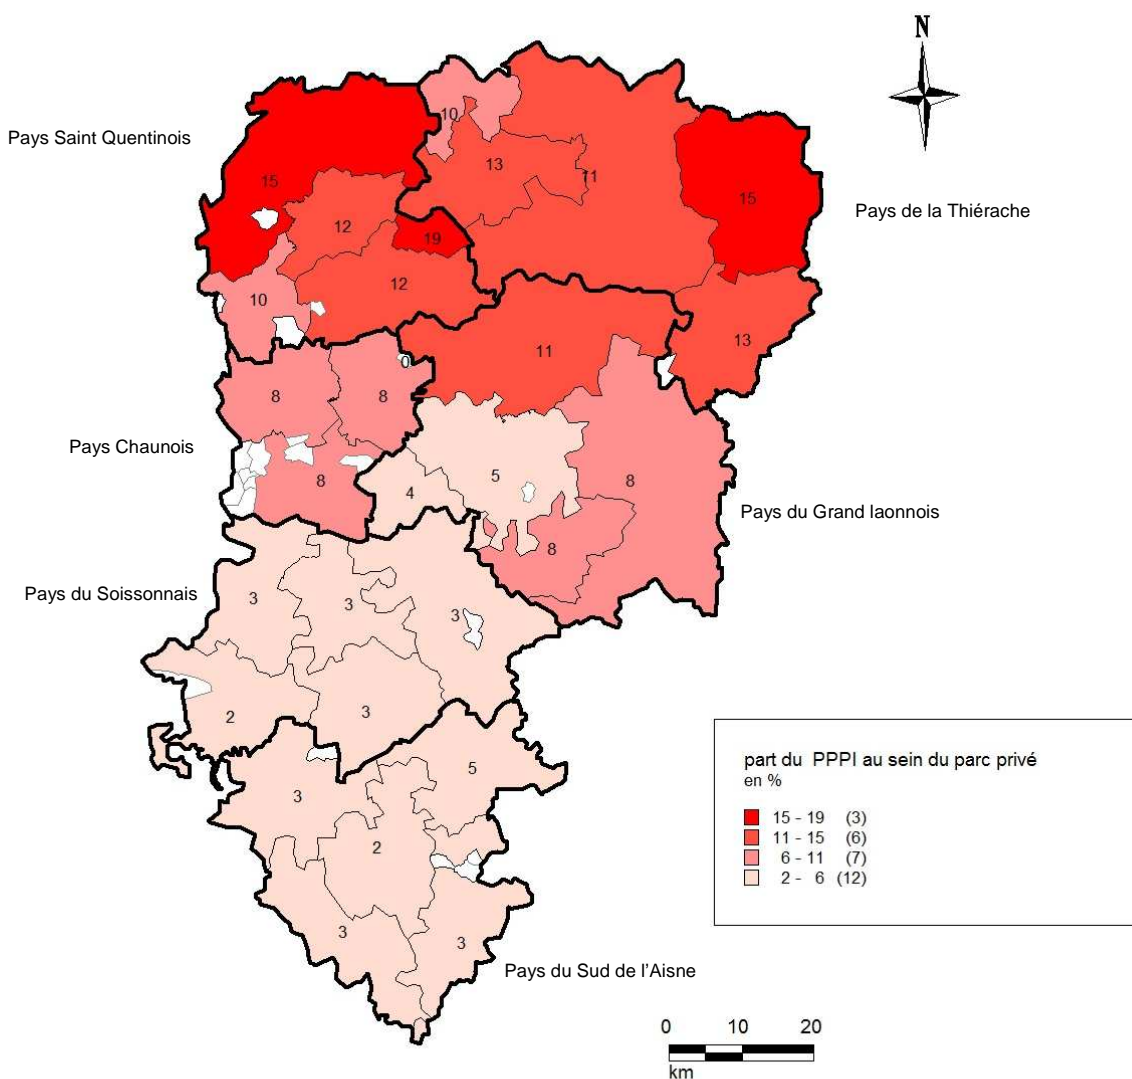 N
Pays Saint Quentinois
10
13
11
15
15
Pays de la Thiérache
12
19
12
10
13
11
0
8
8
Pays Chaunois
5
8
8
4
Pays du Grand laonnois
8
Pays du Soissonnais
3
3
3
2
3
part du PPPI au sein du parc privé
en %
15 - 19 (3)
11 - 15 (6)
6 - 11 (7)
2 - 6 (12)
5
3
2
3
3
Pays du Sud de l'Aisne
0 10 20
km